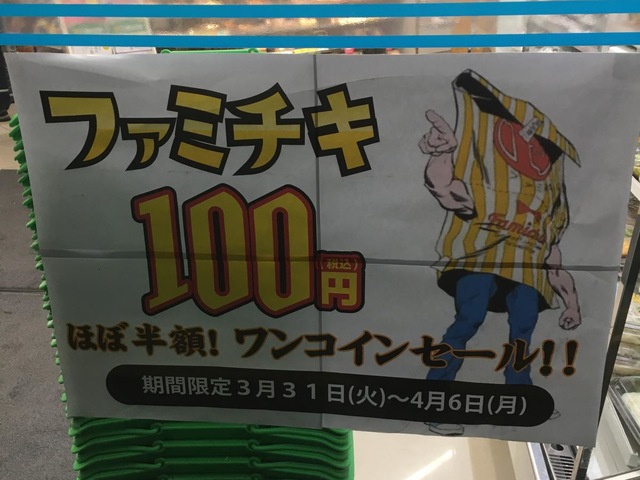 ファミチキ
100円(税込)
ほぼ半額! ワンコインセール!!
期間限定3月31日(火)～4月6日(月)